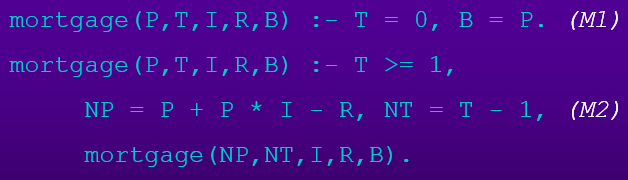 mortgage(P,T,I,R,B) :- T = 0, B = P. (M1)
mortgage(P,T,I,R,B) :- T >= 1,
NP = P + P * I - R, NT = T - 1, (M2)
mortgage(NP,NT,I,R,B).